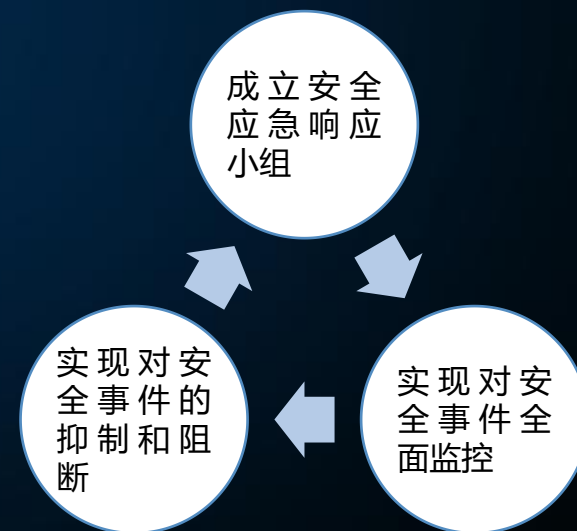 成立安全
应急响应
小组
实现对安
全事件全
面监控
实现对安
全事件的
抑制和阻
断